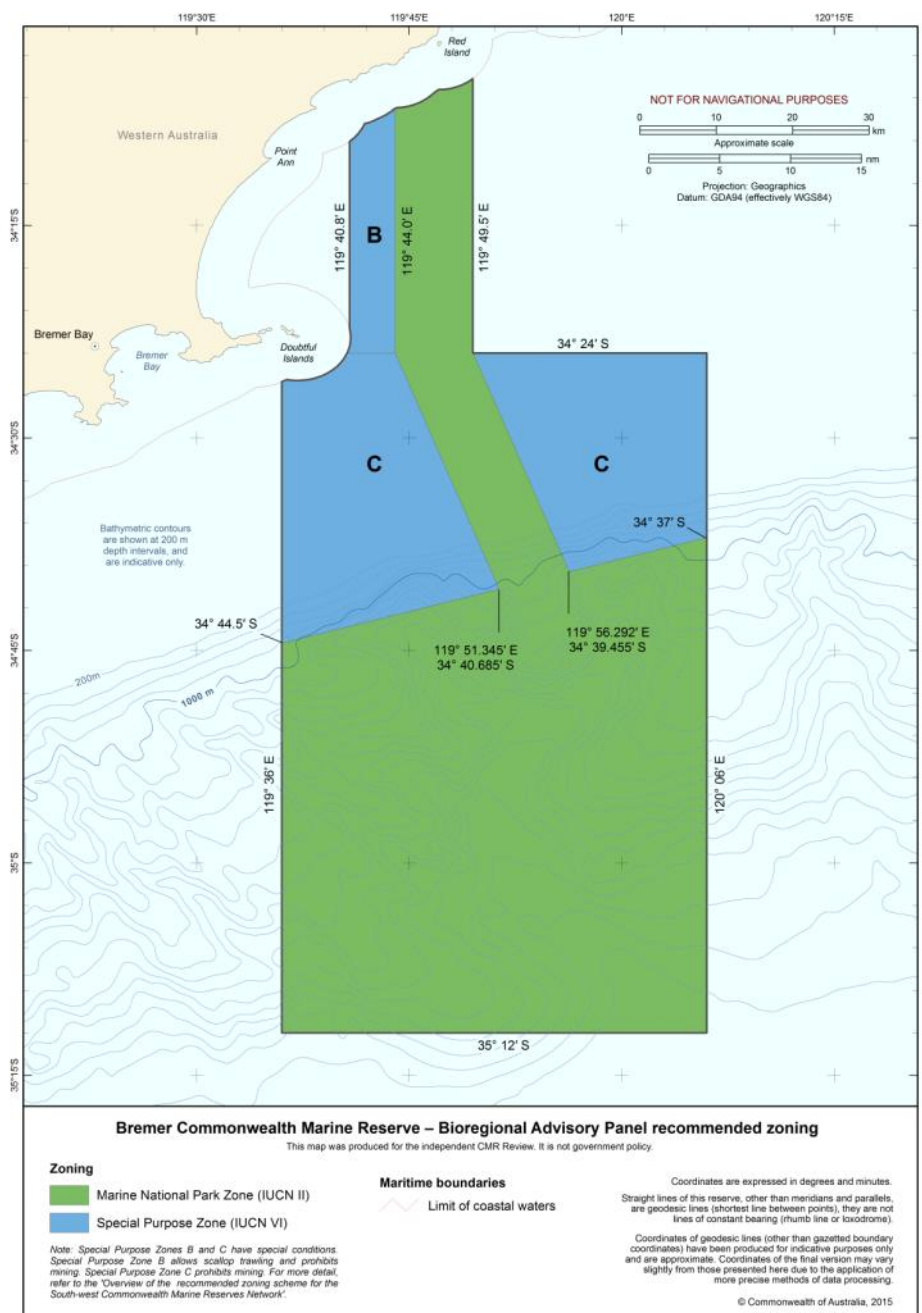 119°30'E
119°45'E
120°E
120°15'E
Red
Island
Western Australia
Point
Ann
NOT FOR NAVIGATIONAL PURPOSES
0 10 20 30
km
Approximate scale
0 5 10 15
nm
Projection: Geographics
Datum: GDA94 (effectively WGS84)
34°15'S
119° 40.8' E
B
119° 44.0' E
119° 49.5' E
Bremer Bay
Bremer
Bay
Doubtful
Islands
34° 24' S
34°30'S
C
C
Bathymetric contours
are shown at 200 m
depth intervals, and
are indicative only.
34° 37' S
34° 44.5' S
119° 51.345' E
34° 40.685' S
119° 56.292' E
34° 39.455' S
34°45'S
200m
1000 m
119° 36' E
120° 06' E
35°S
35° 12' S
35°15'S
Bremer Commonwealth Marine Reserve – Bioregional Advisory Panel recommended zoning
This map was produced for the independent CMR Review. It is not government policy.
Zoning
Marine National Park Zone (IUCN II)
Special Purpose Zone (IUCN VI)
Note: Special Purpose Zones B and C have special conditions.
Special Purpose Zone B allows scallop trawling and prohibits
mining. Special Purpose Zone C prohibits mining. For more detail,
refer to the 'Overview of the recommended zoning scheme for the
South-west Commonwealth Marine Reserves Network'.
Maritime boundaries
Limit of coastal waters
Coordinates are expressed in degrees and minutes.
Straight lines of this reserve, other than meridians and parallels,
are geodesic lines (shortest line between points), they are not
lines of constant bearing (rhumb line or loxodrome).
Coordinates of geodesic lines (other than gazetted boundary
coordinates) have been produced for indicative purposes only
and are approximate. Coordinates of the final version may vary
slightly from those presented here due to the application of
more precise methods of data processing.
© Commonwealth of Australia, 2015